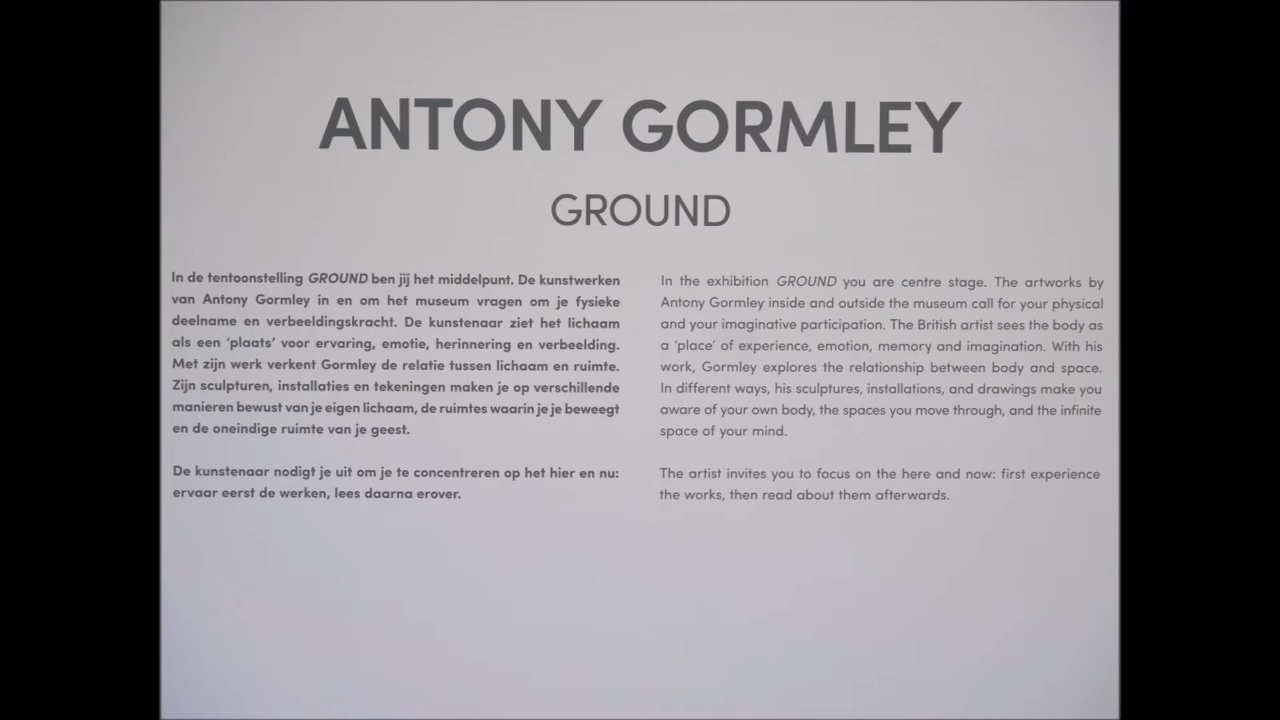 ANTONY GORMLEY
GROUND
In de tentoonstelling GROUND ben jij het middelpunt. De kunstwerken
van Antony Gormley in en om het museum vragen om je fysieke
deelname en verbeeldingskracht. De kunstenaar ziet het lichaam
als een ‘plaats’ voor ervaring, emotie, herinnering en verbeelding.
Met zijn werk verkent Gormley de relatie tussen lichaam en ruimte.
Zijn sculpturen, installaties en tekeningen maken je op verschillende
manieren bewust van je eigen lichaam, de ruimtes waarin je je beweegt
en de oneindige ruimte van je geest.
De kunstenaar nodigt je uit om je te concentreren op het hier en nu:
ervaar eerst de werken, lees daarna erover.
In the exhibition GROUND you are centre stage. The artworks by
Antony Gormley inside and outside the museum call for your physical
and your imaginative participation. The British artist sees the body as
a ‘place’ of experience, emotion, memory and imagination. With his
work, Gormley explores the relationship between body and space.
In different ways, his sculptures, installations, and drawings make you
aware of your own body, the spaces you move through, and the infinite
space of your mind.
The artist invites you to focus on the here and now: first experience
the works, then read about them afterwards.